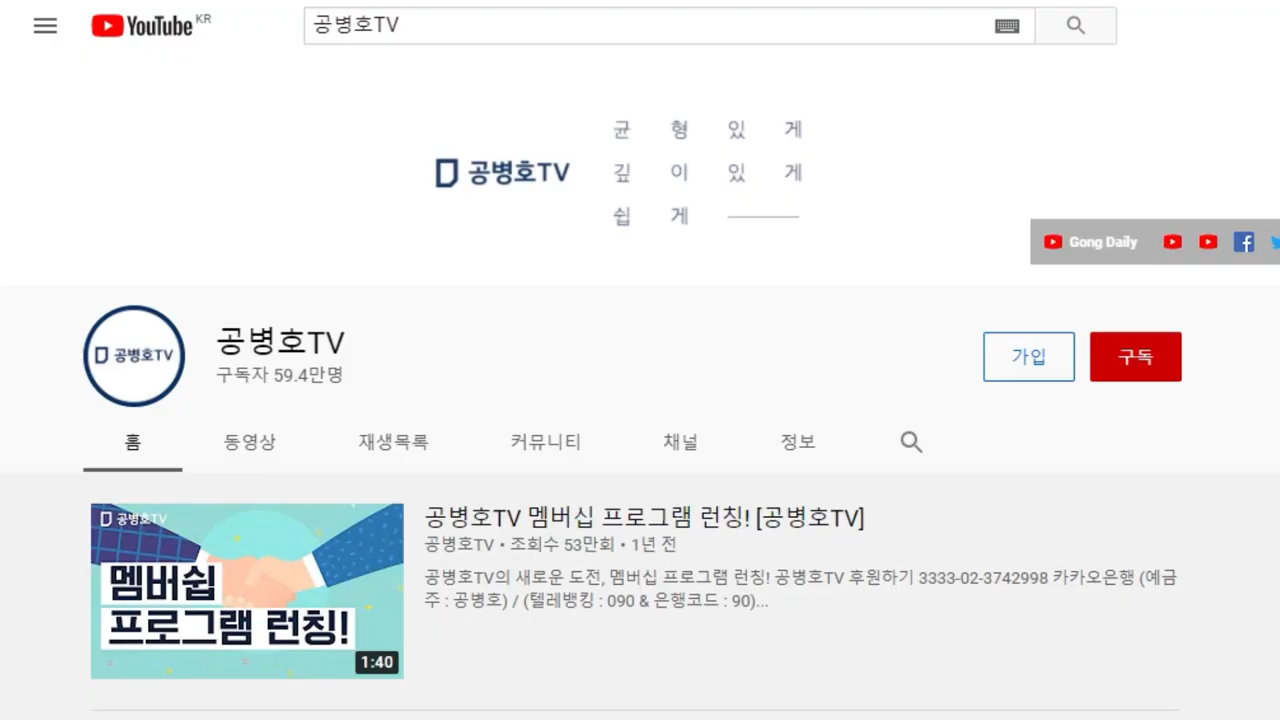 YouTube KR
공병호TV
균 형 있 게
공병호TV
깊 이 있 게
쉽 게
Gong Daily
공병호TV
공병호TV
구독자 59.4만명
가입
구독
홈
동영상
재생목록
커뮤니티
채널
정보
공병호TV
멤버쉽
프로그램 런칭!
1:40
공병호TV 멤버십 프로그램 런칭! [공병호TV]
공병호TV • 조회수 53만회 • 1년 전
공병호TV의 새로운 도전, 멤버십 프로그램 런칭! 공병호TV 후원하기 3333-02-3742998 카카오은행 (예금
주 : 공병호) / (텔레뱅킹 : 090 & 은행코드 : 90)...